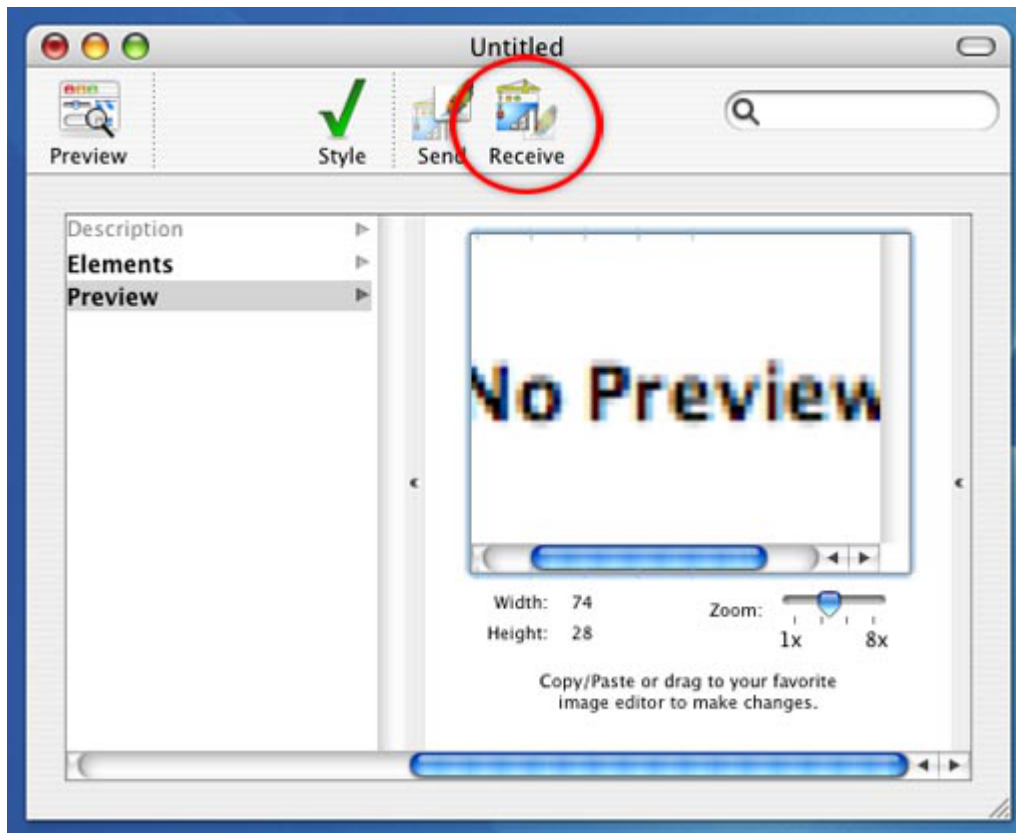 Untitled
Preview Style Send Receive
Description
Elements
Preview
No Preview
Width: 74
Height: 28
Zoom:
1x 8x
Copy/Paste or drag to your favorite
image editor to make changes.